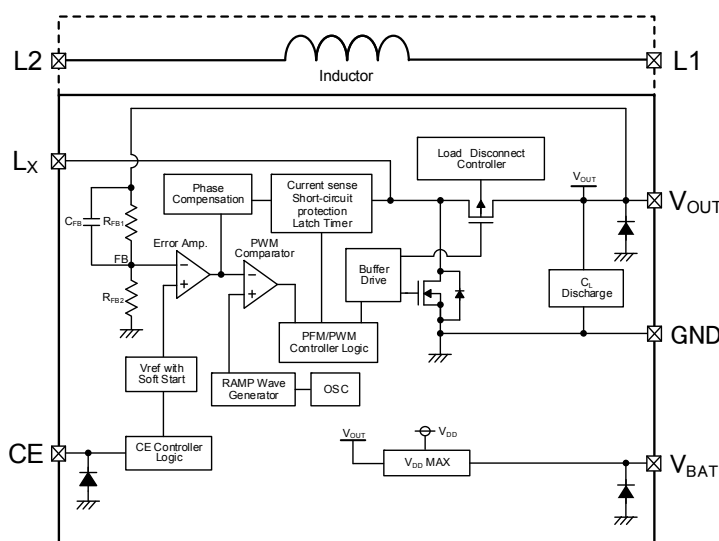 L2
L1
Inductor
LX
Load Disconnect
Controller
VOUT
VOUT
Phase
Compensation
Current sense
Short-circuit
protection
Latch Timer
CFB
RFB1
Error Amp.
PWM
Comparator
FB
Buffer
Drive
CL
Discharge
RFB2
PFM/PWM
Controller Logic
GND
Vref with
Soft Start
RAMP Wave
Generator
OSC
CE
CE Controller
Logic
VOUT
VDD
VDD MAX
VBAT